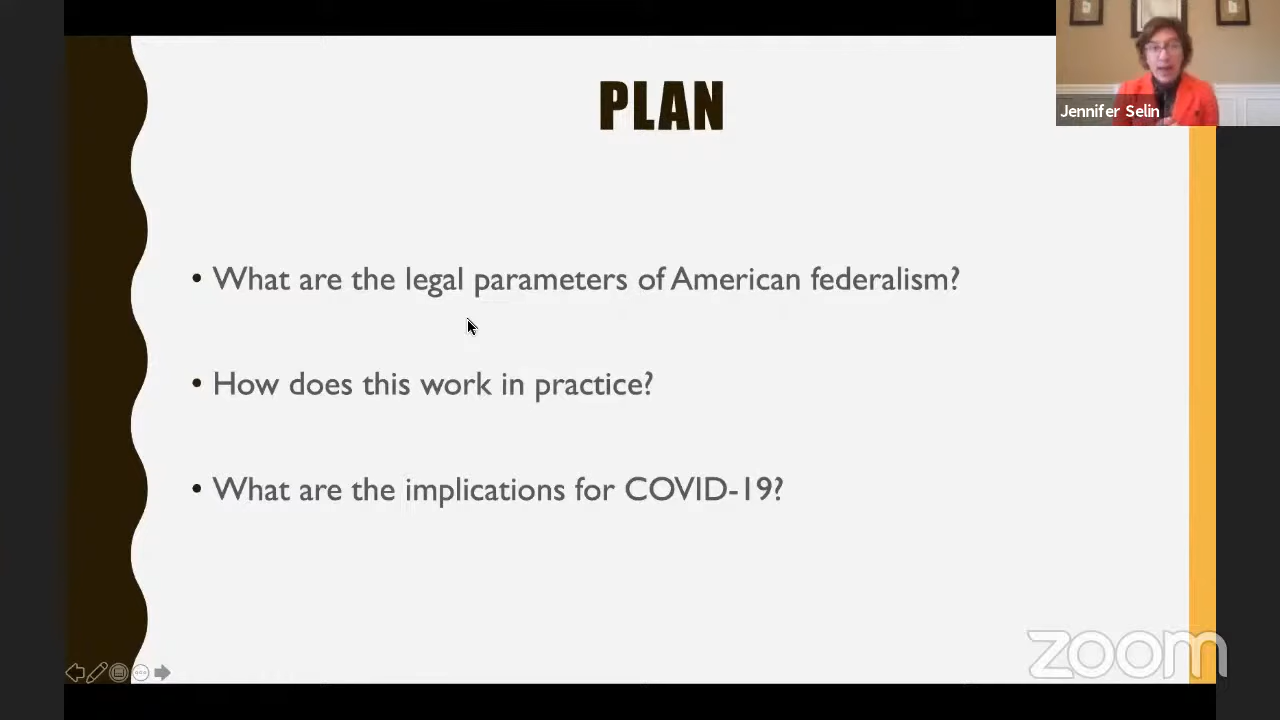 PLAN
Jennifer Selin
• What are the legal parameters of American federalism?
• How does this work in practice?
• What are the implications for COVID-19?
zoom